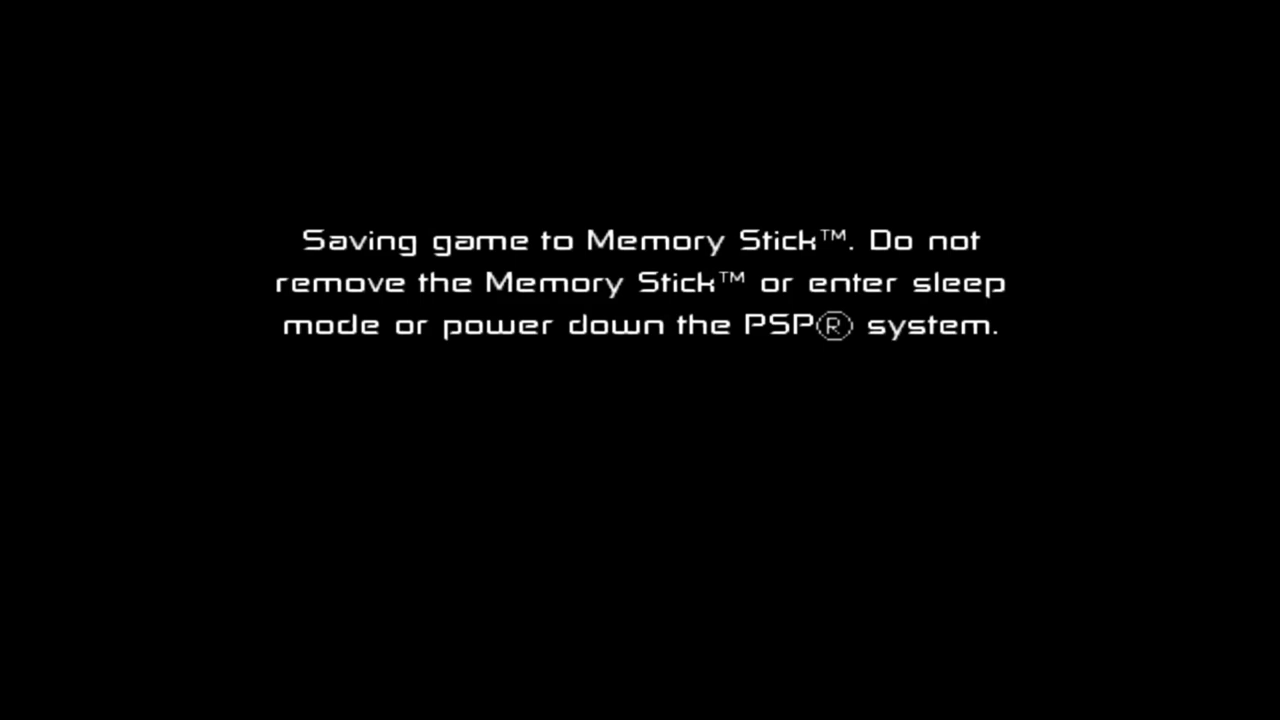 Saving game to Memory Stick™. Do not
remove the Memory Stick™ or enter sleep
mode or power down the PSP® system.